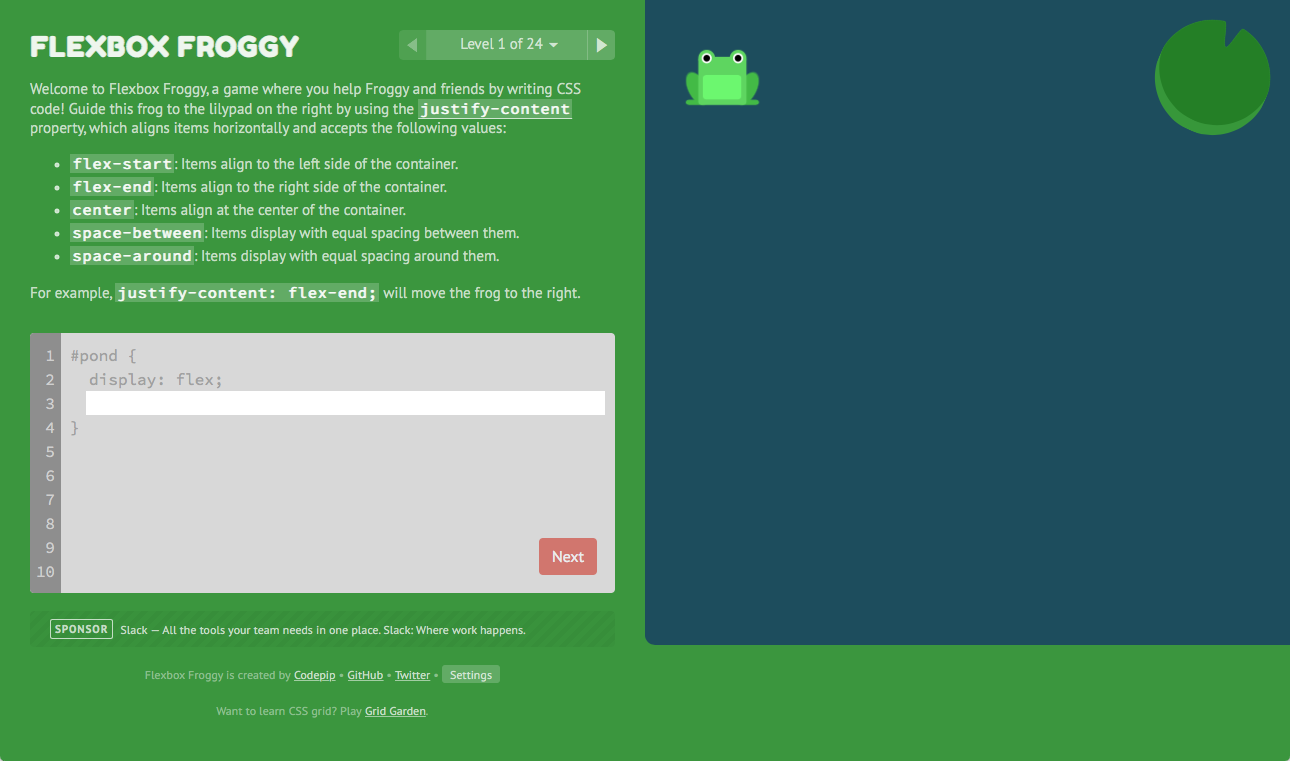 FLEXBOX FROGGY
Level 1 of 24
Welcome to Flexbox Froggy, a game where you help Froggy and friends by writing CSS
code! Guide this frog to the lilypad on the right by using the justify-content
property, which aligns items horizontally and accepts the following values:
• flex-start: Items align to the left side of the container.
• flex-end: Items align to the right side of the container.
• center: Items align at the center of the container.
• space-between: Items display with equal spacing between them.
• space-around: Items display with equal spacing around them.
For example, justify-content: flex-end; will move the frog to the right.
1 #pond {
2 display: flex;
3
4 }
5
6
7
8
9
10
Next
SPONSOR Slack — All the tools your team needs in one place. Slack: Where work happens.
Flexbox Froggy is created by Codepip • GitHub • Twitter • Settings
Want to learn CSS grid? Play Grid Garden.